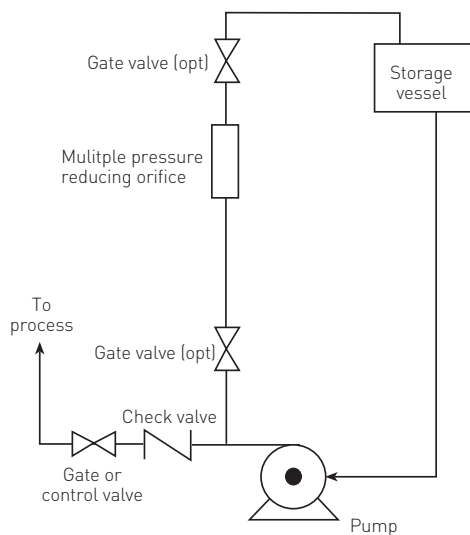 Gate valve (opt)
Storage
vessel
Mulitple pressure
reducing orifice
To
process
Gate valve (opt)
Check valve
Gate or
control valve
Pump